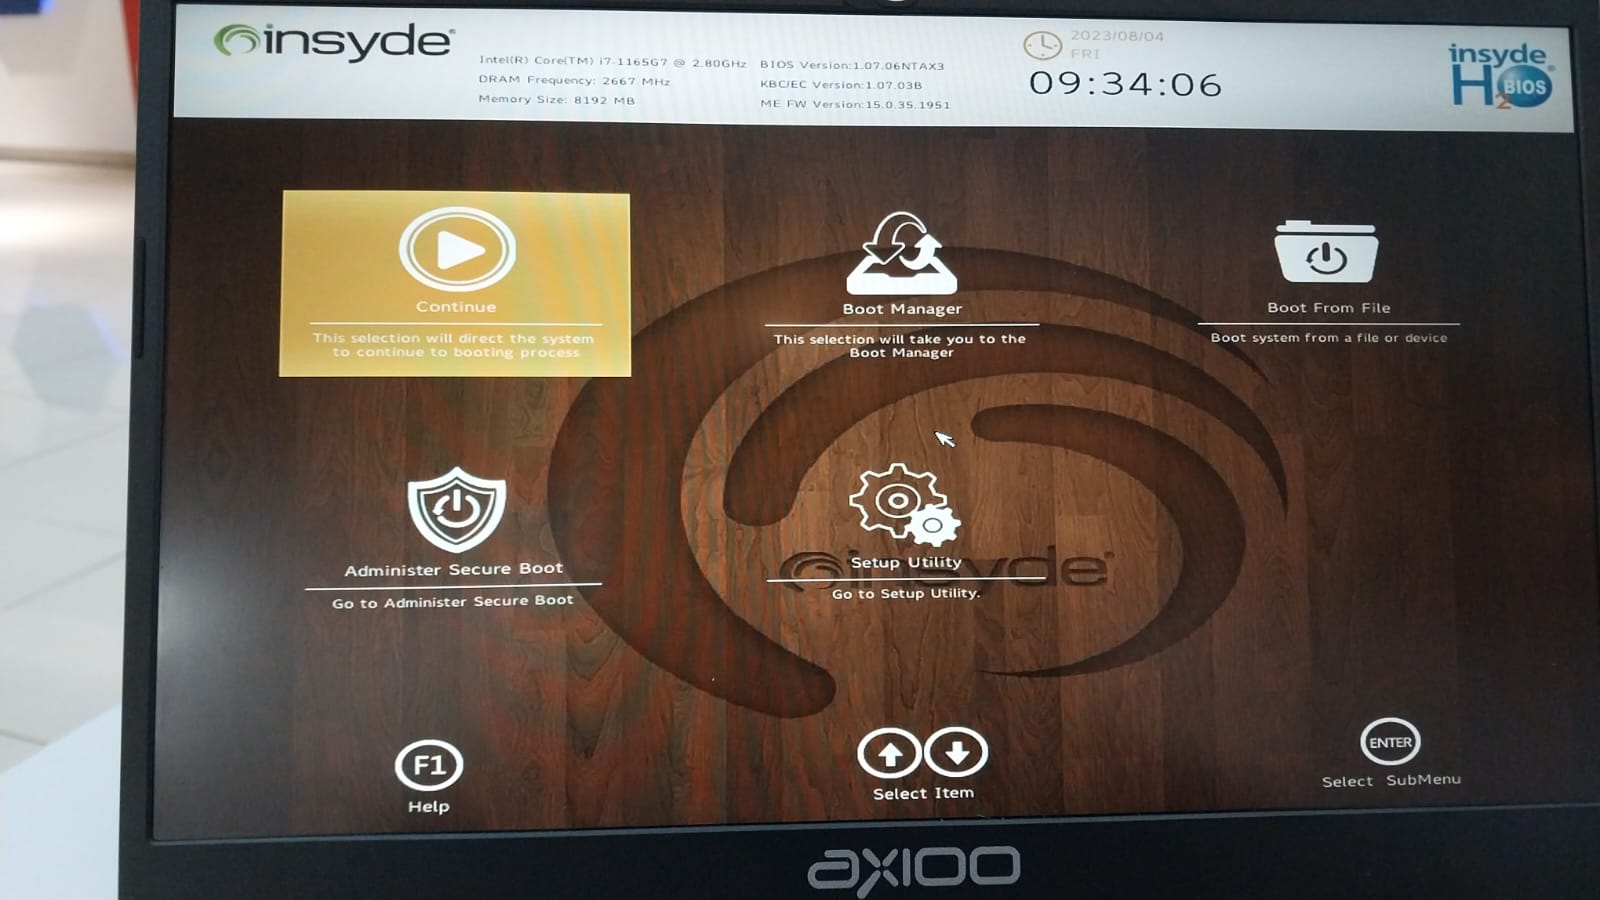 insyde
Intel(R) Core(TM) i7-1165G7 @ 2.80GHz
DRAM Frequency: 2667 MHz
Memory Size: 8192 MB
BIOS Version:1.07.06NTAX3
KBC/EC Version:1.07.03B
ME FW Version:15.0.35.1951
2023/08/04
FRI
09:34:06
insyde
H2O
BIOS
Continue
This selection will direct the system
to continue to booting process
Boot Manager
This selection will take you to the
Boot Manager
Boot From File
Boot system from a file or device
Administer Secure Boot
Go to Administer Secure Boot
Setup Utility
insyde
Go to Setup Utility.
F1
Help
Select Item
ENTER
Select SubMenu
axioo